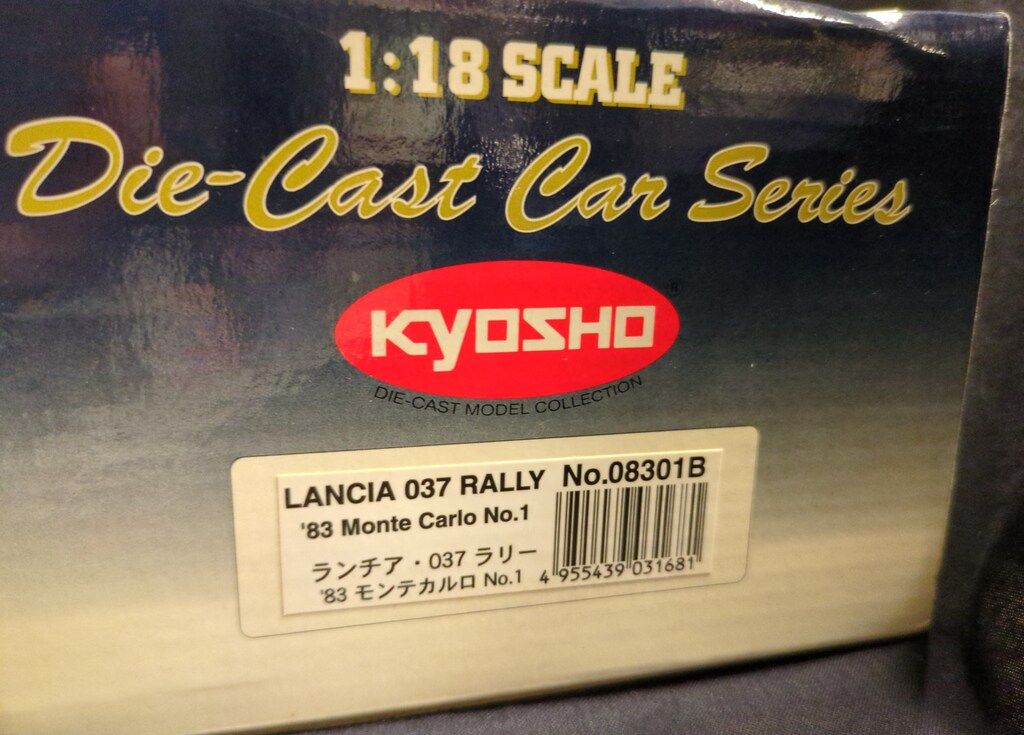 1:18 SCALE
Die-Cast Car Series
KYOSHO ®
DIE-CAST MODEL COLLECTION
LANCIA 037 RALLY No.08301B
'83 Monte Carlo No.1
ランチア・037 ラリー
'83 モンテカルロ No.1
4 955439 031681